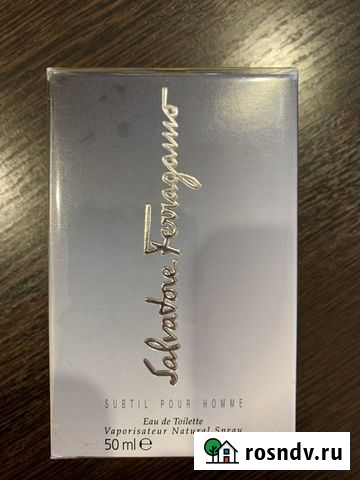 Salvatore Ferragamo
SUBTIL POUR HOMME
Eau de Toilette
Vaporisateur Natural Spray
50 ml e
rosndv.ru